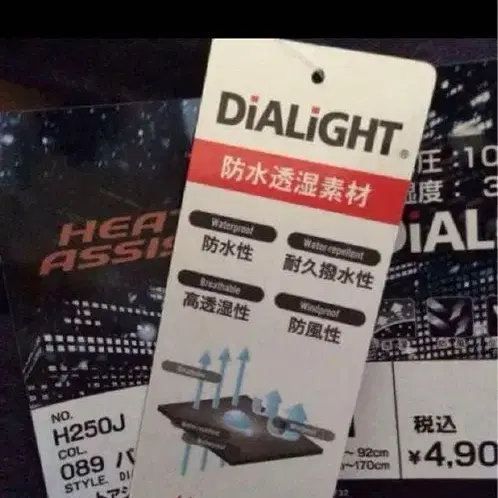 DiALiGHT®
防水透湿素材
Waterproof
防水性
Water-repellent
耐久撥水性
Breathable
高透湿性
Windproof
防風性
HEAT
ASSIS
圧:10
湿度:
DiAL
NO.
H250J
COL.
089 パ
STYLE. DI
税込
¥4,90
~ 92cm
~170cm